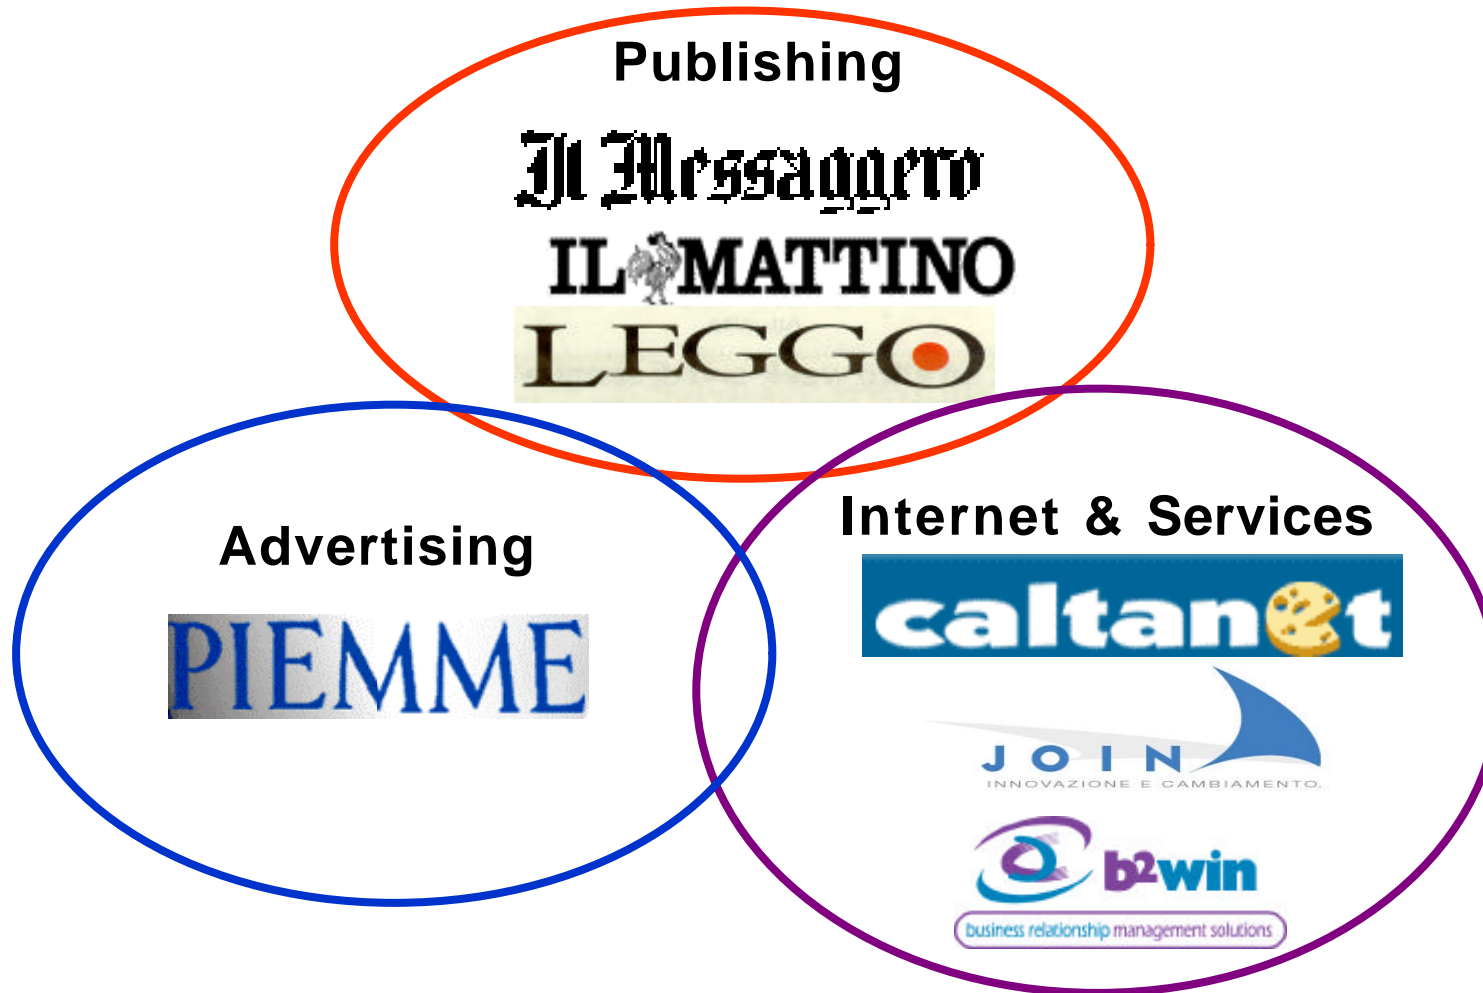 Publishing
Il Messaggero
IL MATTINO
LEGGO
Advertising
PIEMME
Internet & Services
caltanet
JOIN
INNOVAZIONE E CAMBIAMENTO.
b2win
business relationship management solutions